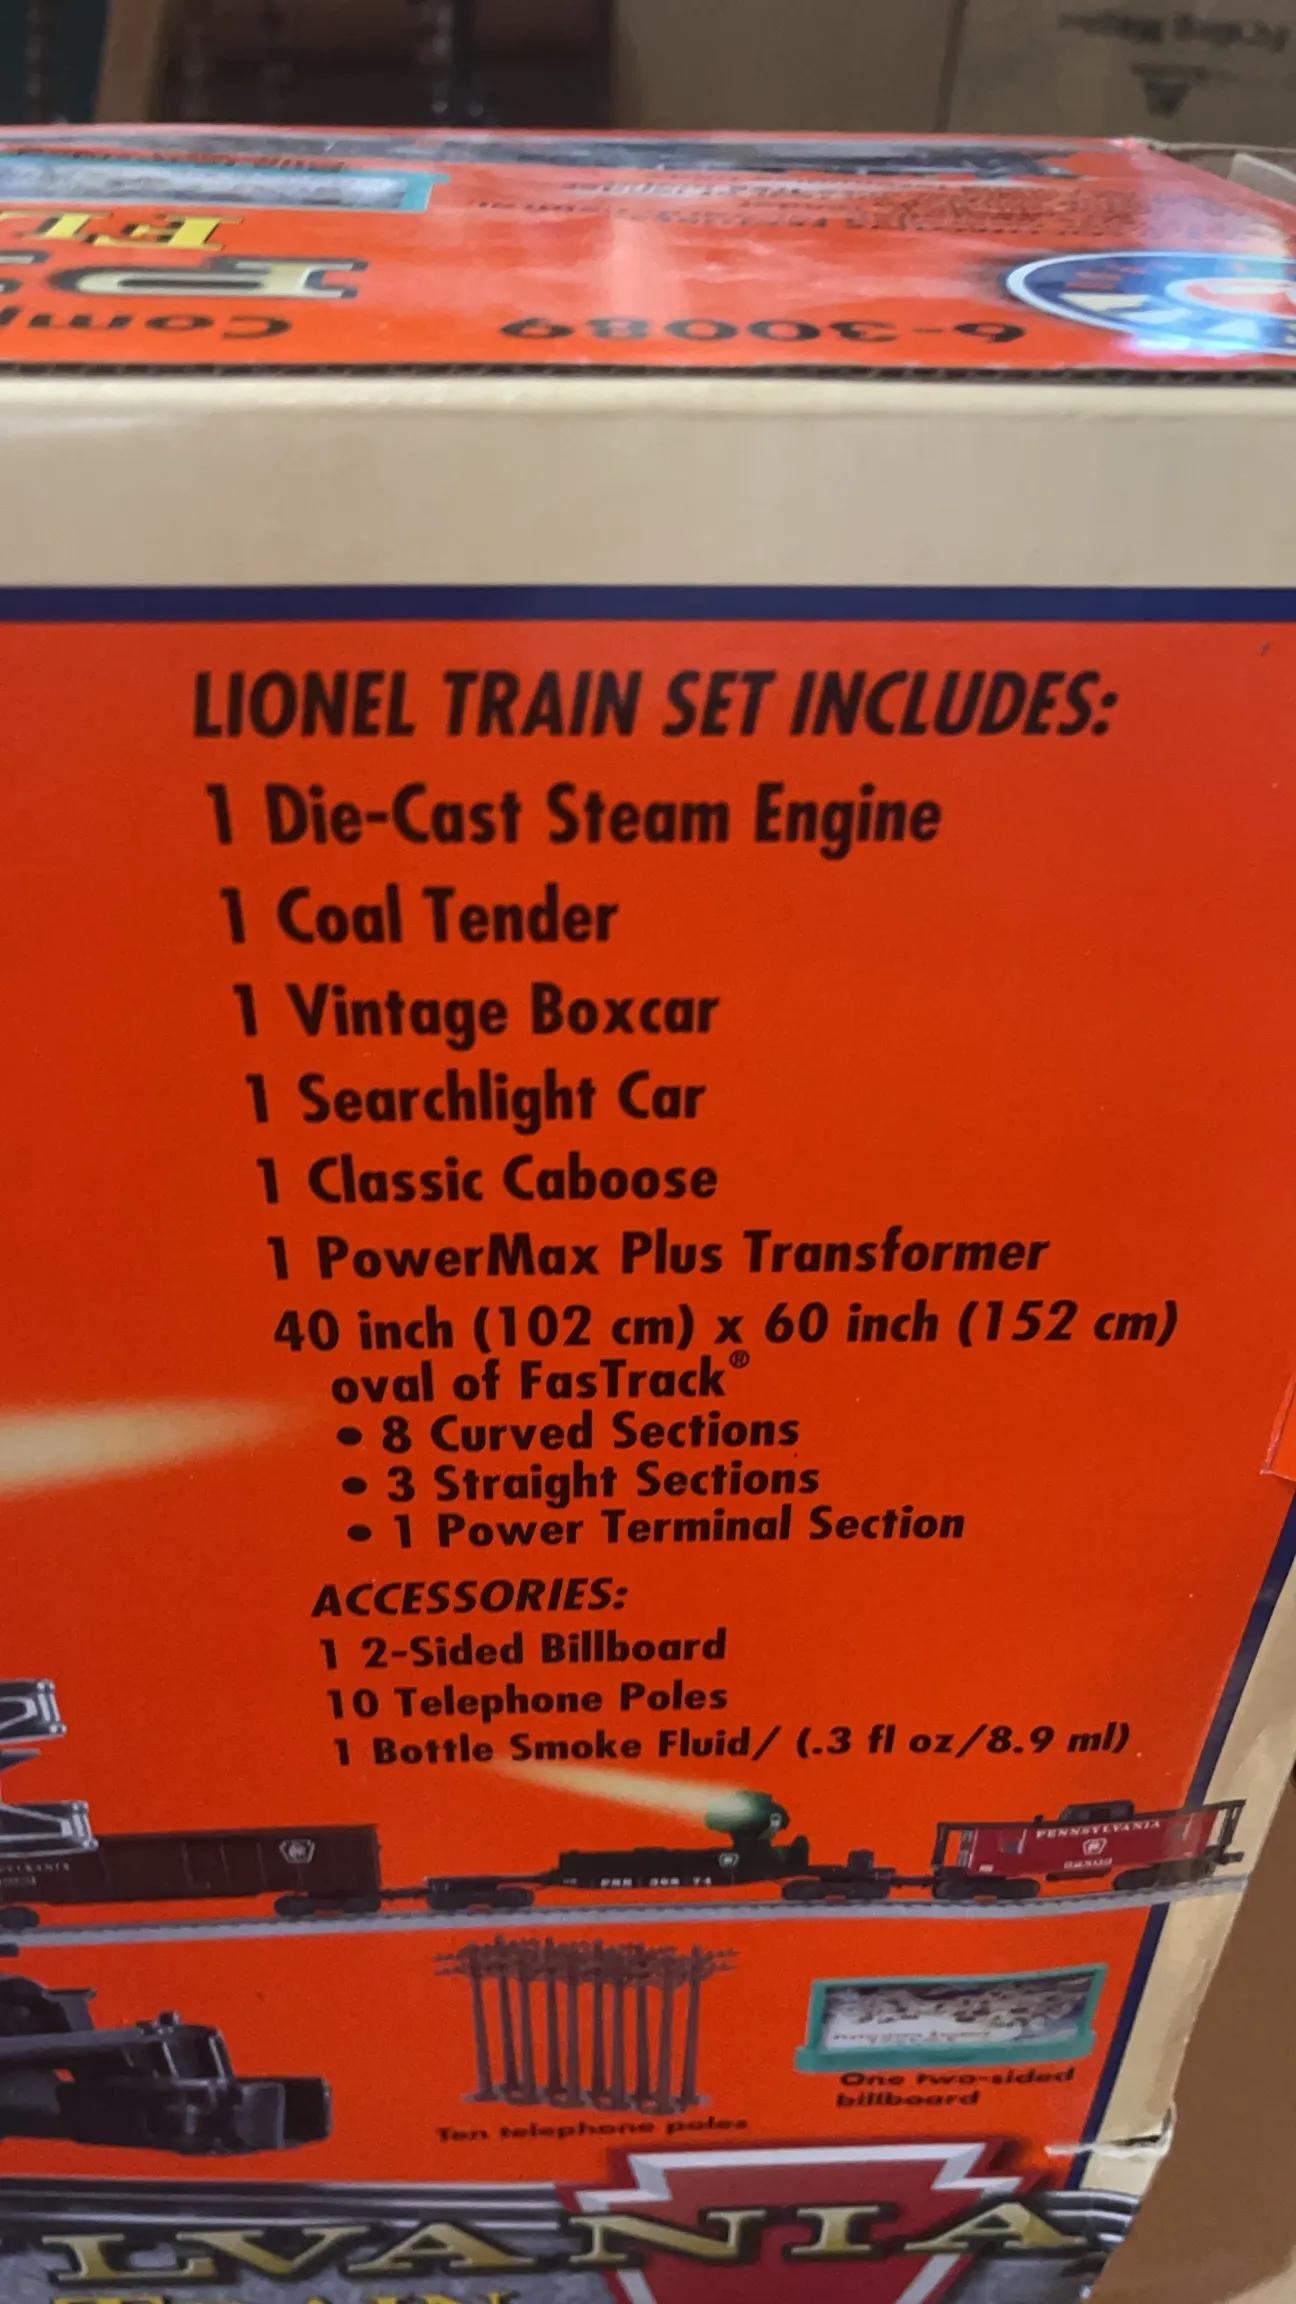 6-30089
LIONEL TRAIN SET INCLUDES:
1 Die-Cast Steam Engine
1 Coal Tender
1 Vintage Boxcar
1 Searchlight Car
1 Classic Caboose
1 PowerMax Plus Transformer
40 inch (102 cm) x 60 inch (152 cm)
oval of FasTrack®
• 8 Curved Sections
• 3 Straight Sections
• 1 Power Terminal Section
ACCESSORIES:
1 2-Sided Billboard
10 Telephone Poles
1 Bottle Smoke Fluid/ (.3 fl oz/8.9 ml)
PENNSYLVANIA
Ten telephone poles
One two-sided
billboard
LVANIA
TRAIN